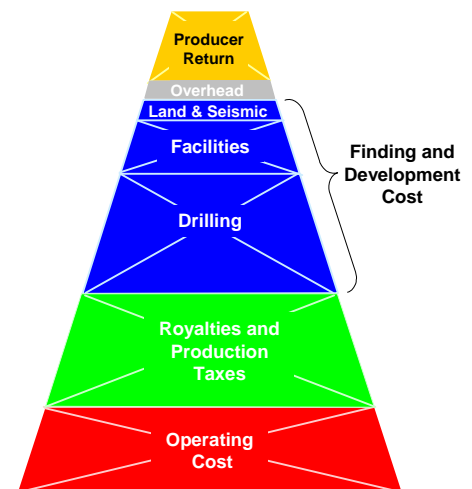 Producer
Return
Overhead
Land & Seismic
Facilities
Finding and
Development
Cost
Drilling
Royalties and
Production
Taxes
Operating
Cost